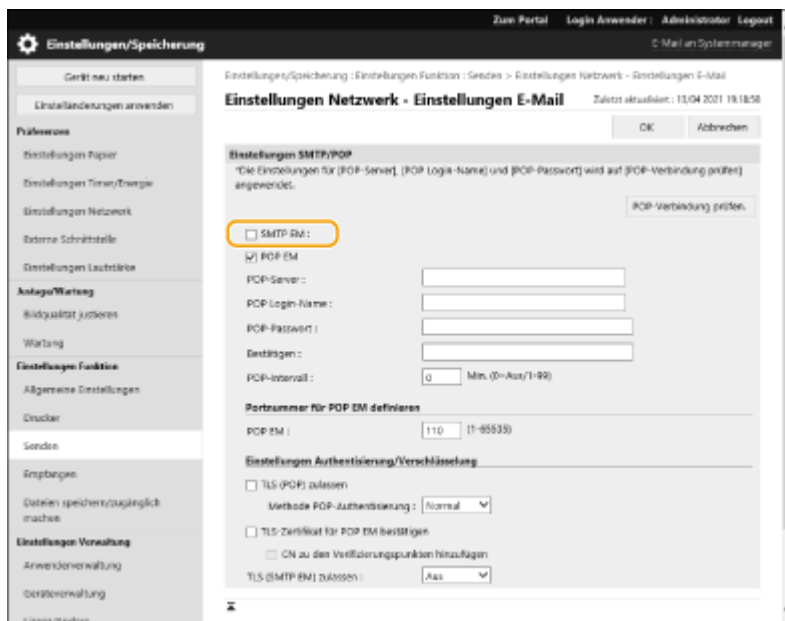 Zum Portal Login Anwender : Administrator Logout
Einstellungen/Speicherung
E-Mail an Systemmanager
Gerät neu starten
Einstelländerungen anwenden
Präferenzen
Einstellungen Papier
Einstellungen Timer/Energie
Einstellungen Netzwerk
Externe Schnittstelle
Einstellungen Lautstärke
Justage/Wartung
Bildqualität justieren
Wartung
Einstellungen Funktion
Allgemeine Einstellungen
Drucker
Senden
Empfangen
Dateien speichern/zugänglich
machen
Einstellungen Verwaltung
Anwenderverwaltung
Geräteverwaltung
Einstellungen/Speicherung : Einstellungen Funktion : Senden > Einstellungen Netzwerk - Einstellungen E-Mail
Einstellungen Netzwerk - Einstellungen E-Mail
Zuletzt aktualisiert : 13/04 2021 19:18:58
OK Abbrechen
Einstellungen SMTP/POP
*Die Einstellungen für [POP-Server], [POP Login-Name] und [POP-Passwort] wird auf [POP-Verbindung prüfen]
angewendet.
POP-Verbindung prüfen.
SMTP EM :
POP EM
POP-Server :
POP Login-Name :
POP-Passwort :
Bestätigen :
POP-Intervall : 0 Min. (0=Aus/1-99)
Portnummer für POP EM definieren
POP EM : 110 (1-65535)
Einstellungen Authentisierung/Verschlüsselung
TLS (POP) zulassen
Methode POP-Authentisierung : Normal
TLS-Zertifikat für POP EM bestätigen
CN zu den Verifizierungspunkten hinzufügen
TLS (SMTP EM) zulassen : Aus